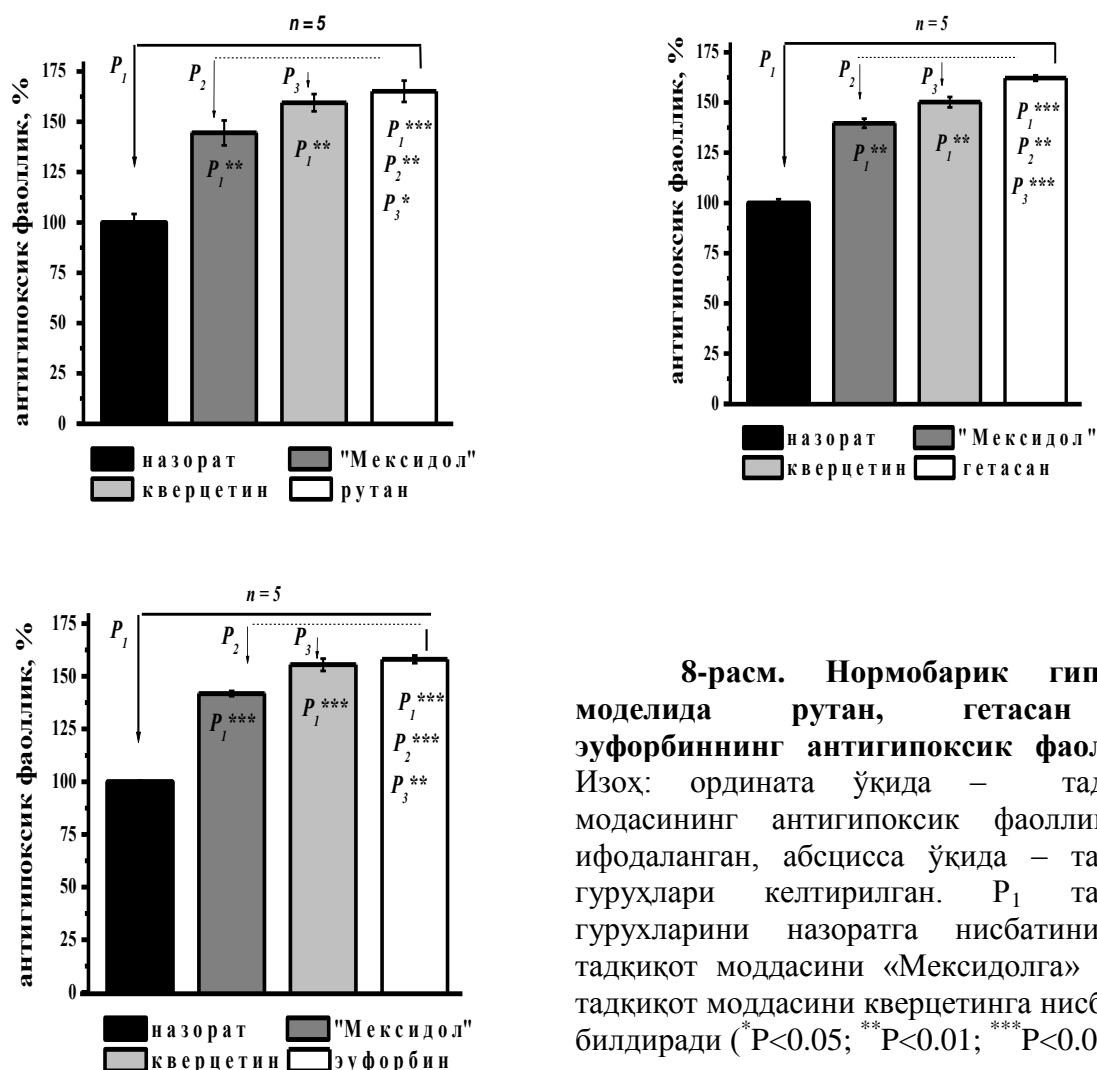 n = 5
антигипоксик фаоллик, %
175
150
125
100
75
50
25
0
P1
P2
P3
P1**
P1**
P1***
P2**
P3*
назорат "Мексидол"
кверцетин рутан
n = 5
антигипоксик фаоллик, %
175
150
125
100
75
50
25
0
P1
P2
P3
P1**
P1**
P1***
P2**
P3***
назорат "Мексидол"
кверцетин гетасан
n = 5
антигипоксик фаоллик, %
175
150
125
100
75
50
25
0
P1
P2
P3
P1***
P1***
P1***
P2***
P3**
назорат "Мексидол"
кверцетин эуфорбин
8-расм. Нормобарик гип
моделида рутан, гетасан
эуфорбиннинг антигипоксик фаол
Изоҳ: ордината ўқида – тад
модасининг антигипоксик фаолли
ифодаланган, абсцисса ўқида – та
гуруҳлари келтирилган. P1 та
гурухларини назоратга нисбатини
тадқиқот моддасини «Мексидолга»
тадқиқот моддасини кверцетинга нисб
билдиради (*P<0.05; **P<0.01; ***P<0.0